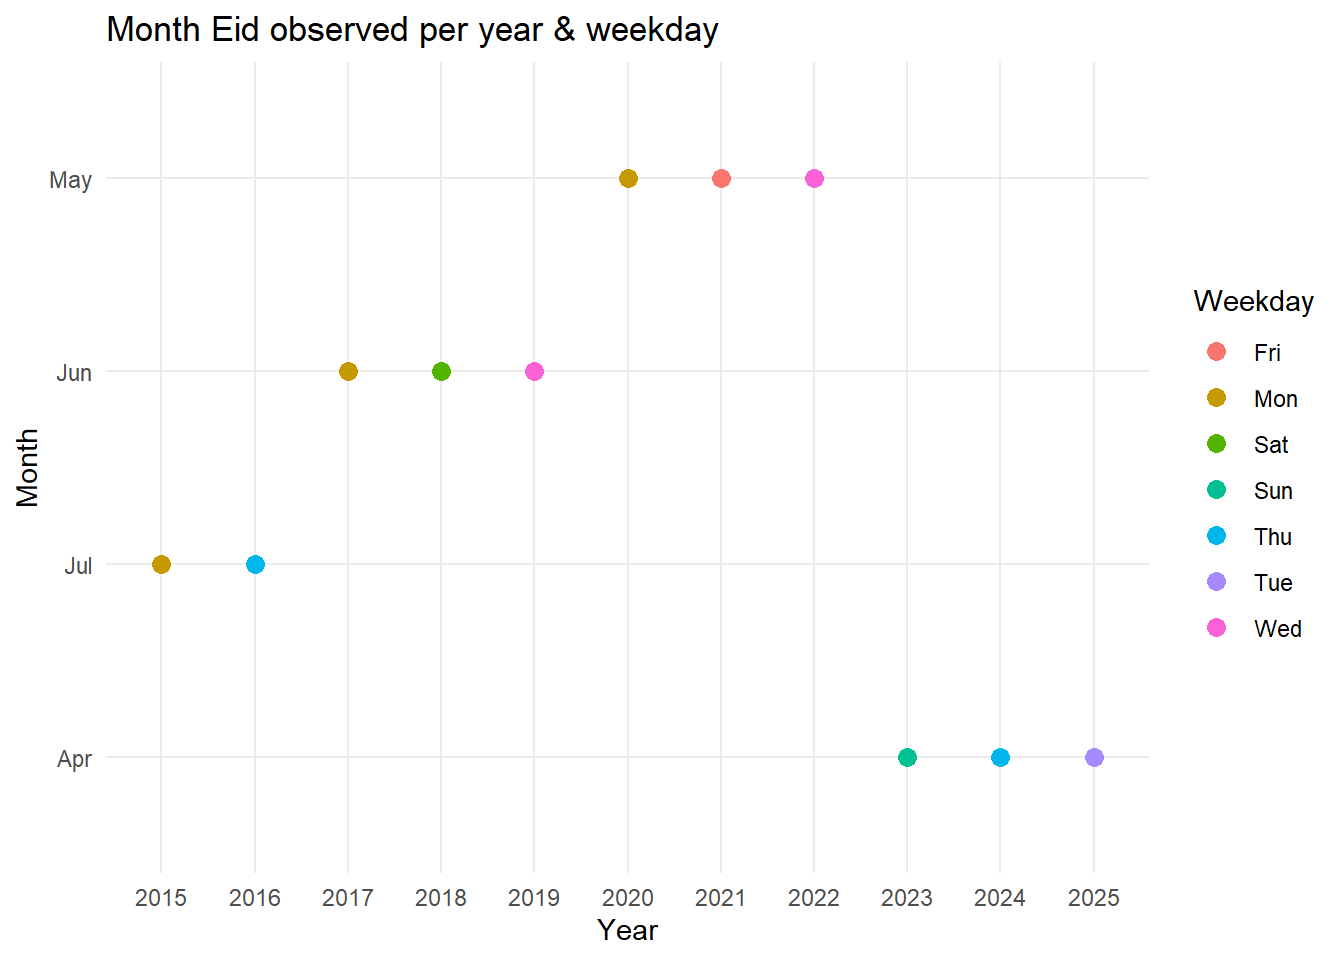 Month Eid observed per year & weekday
Month
May
Jun
Jul
Apr
2015 2016 2017 2018 2019 2020 2021 2022 2023 2024 2025
Year
Weekday
Fri
Mon
Sat
Sun
Thu
Tue
Wed